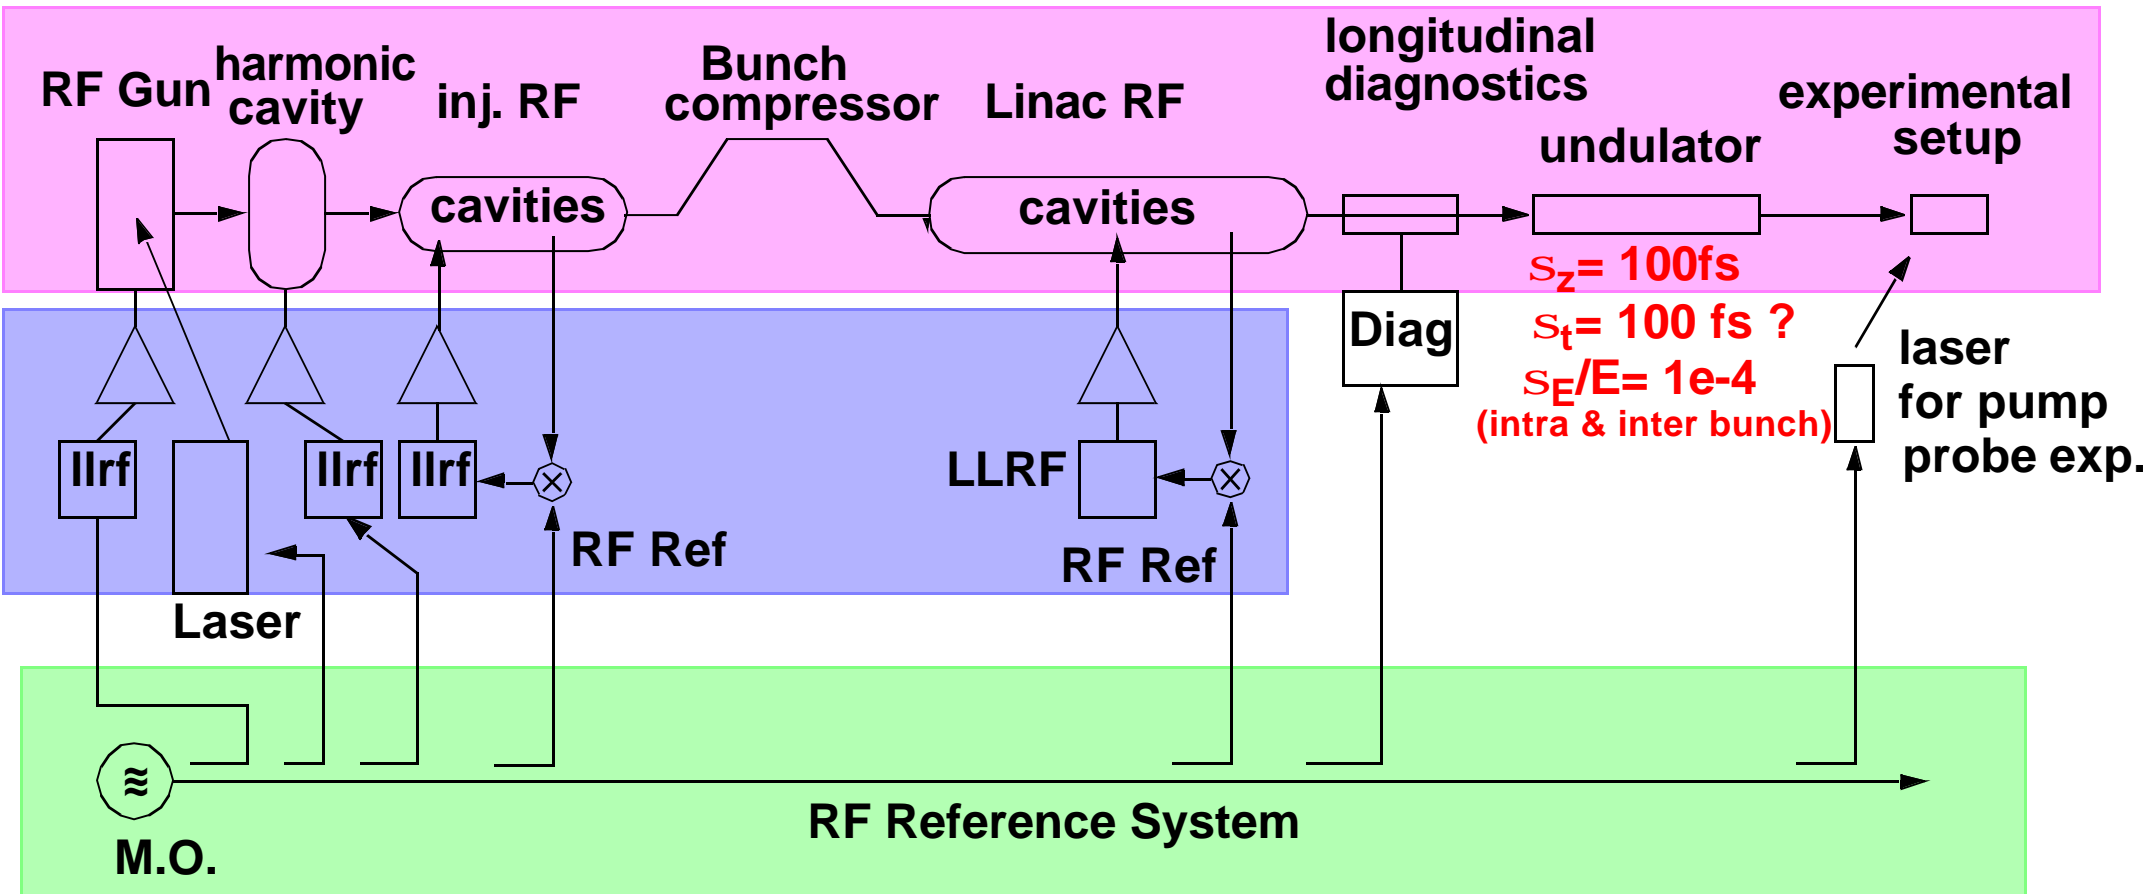 RF Gun
harmonic
cavity
inj. RF
Bunch
compressor
Linac RF
longitudinal
diagnostics
undulator
experimental
setup
cavities
cavities
sz= 100fs
st= 100 fs ?
sE/E= 1e-4
(intra & inter bunch)
Diag
laser
for pump
probe exp.
llrf
llrf
llrf
LLRF
RF Ref
RF Ref
Laser
≋
M.O.
RF Reference System